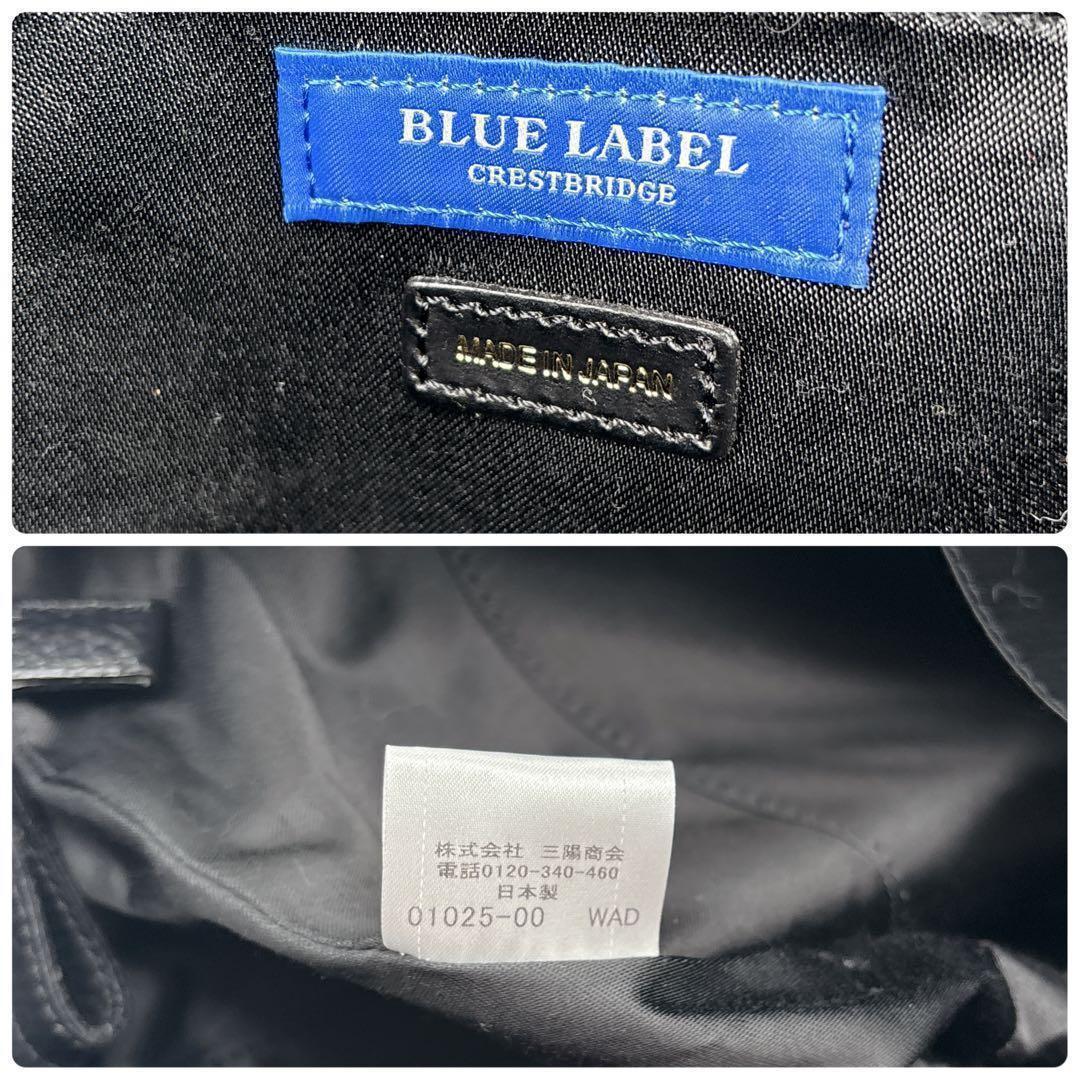 BLUE LABEL
CRESTBRIDGE
MADE IN JAPAN
株式会社 三陽商会
電話0120-340-460
日本製
01025-00 WAD